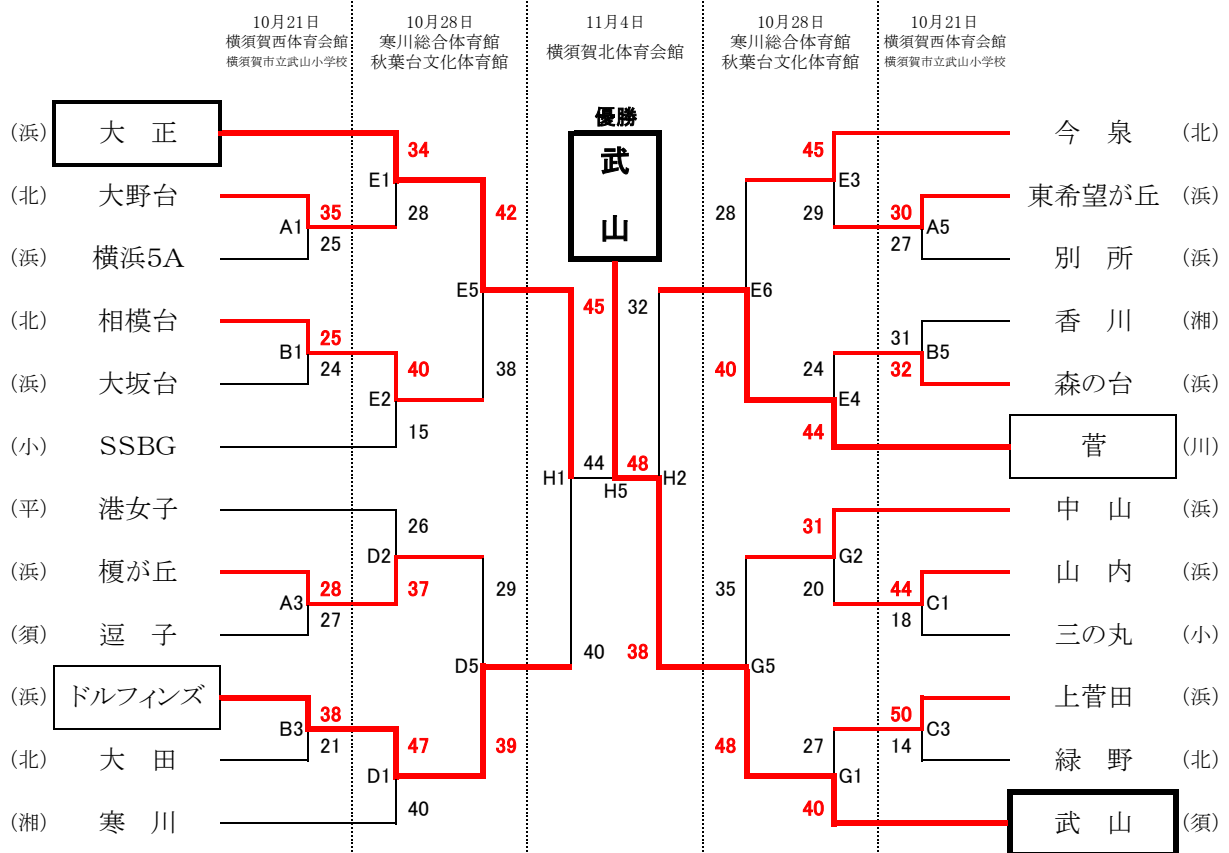 10月21日
横須賀西体育会館
横須賀市立武山小学校
10月28日
寒川総合体育館
秋葉台文化体育館
11月4日
横須賀北体育会館
10月28日
寒川総合体育館
秋葉台文化体育館
10月21日
横須賀西体育会館
横須賀市立武山小学校
優勝
武
山
(浜) 大 正
(北) 大野台
(浜) 横浜5A
(北) 相模台
(浜) 大坂台
(小) SSBG
(平) 港女子
(浜) 榎が丘
(須) 逗 子
(浜) ドルフィンズ
(北) 大 田
(湘) 寒 川
A1 35
25
B1 25
24
A3 28
27
B3 38
21
34
E1
28
40
E2
15
26
D2
37
47
D1
40
42
E5
38
29
D5
39
45 32
44 48
H1 H5 H2
40 38
28
E6
40
35
G5
48
45
E3
29
24
E4
44
31
G2
20
27
G1
40
30 A5
27
31
B5
32
44 C1
18
50 C3
14
今 泉 (北)
東希望が丘 (浜)
別 所 (浜)
香 川 (湘)
森の台 (浜)
菅 (川)
中 山 (浜)
山 内 (浜)
三の丸 (小)
上菅田 (浜)
緑 野 (北)
武 山 (須)